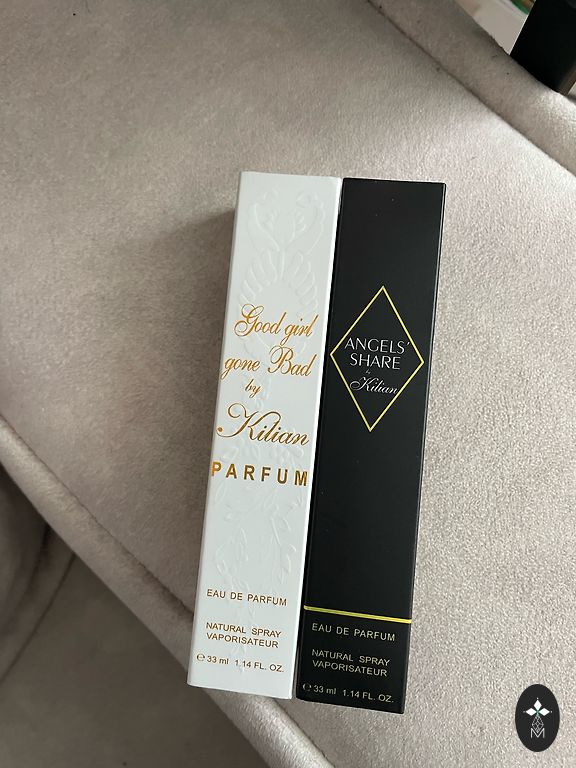 Good girl
gone Bad
by
Kilian
PARFUM
EAU DE PARFUM
NATURAL SPRAY
VAPORISATEUR
℮ 33 ml 1.14 FL. OZ.
ANGELS'
SHARE
by
Kilian
EAU DE PARFUM
NATURAL SPRAY
VAPORISATEUR
℮ 33 ml 1.14 FL. OZ.
M